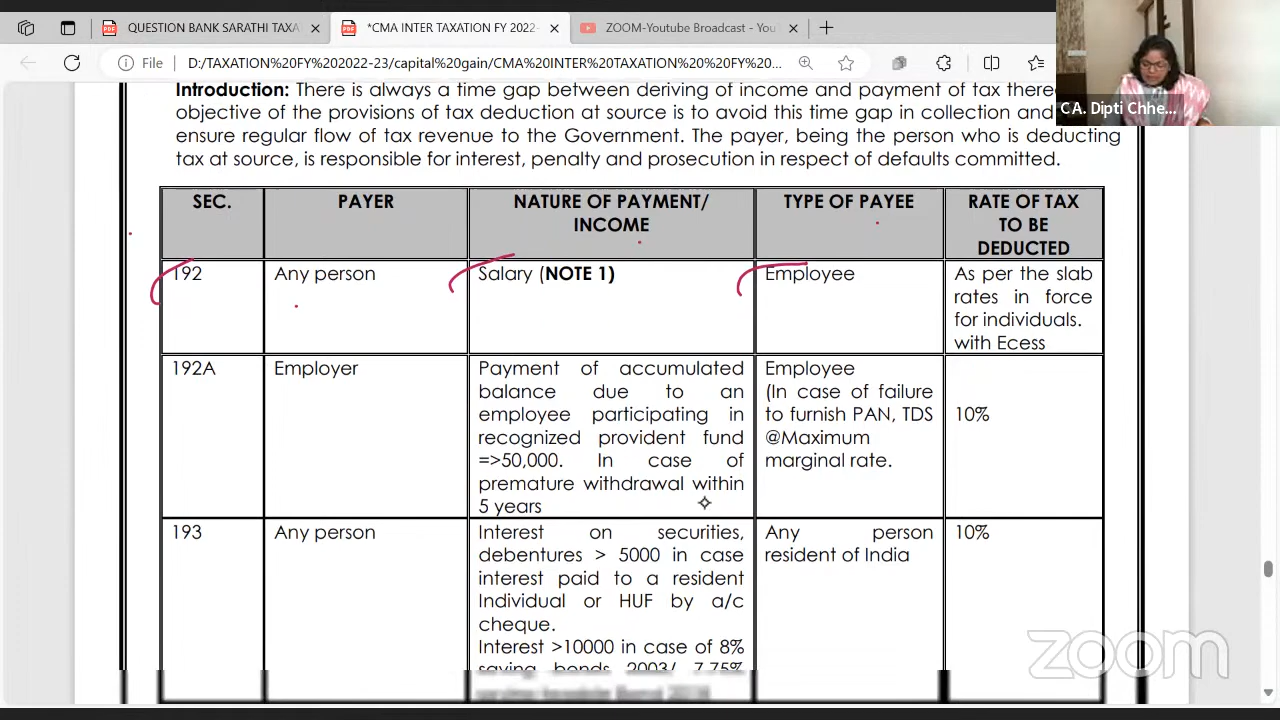 QUESTION BANK SARATHI TAXA
*CMA INTER TAXATION FY 2022-
ZOOM-Youtube Broadcast - You
File
D:/TAXATION%20FY%202022-23/capital%20gain/CMA%20INTER%20TAXATION%20%20FY%20...
CA. Dipti Chhe...
Introduction: There is always a time gap between deriving of income and payment of tax there
objective of the provisions of tax deduction at source is to avoid this time gap in collection and
ensure regular flow of tax revenue to the Government. The payer, being the person who is deducting
tax at source, is responsible for interest, penalty and prosecution in respect of defaults committed.
SEC.
PAYER
NATURE OF PAYMENT/
INCOME
TYPE OF PAYEE
RATE OF TAX
TO BE
DEDUCTED
192
Any person
Salary (NOTE 1)
Employee
As per the slab
rates in force
for individuals.
with Ecess
192A
Employer
Payment of accumulated
balance due to an
employee participating in
recognized provident fund
=>50,000. In case of
premature withdrawal within
5 years
Employee
(In case of failure
to furnish PAN, TDS
@Maximum
marginal rate.
10%
193
Any person
Interest on securities,
debentures > 5000 in case
interest paid to a resident
Individual or HUF by a/c
cheque.
Interest >10000 in case of 8%
saving bonds 2003/ 7.75%
Any person
resident of India
10%
zoom